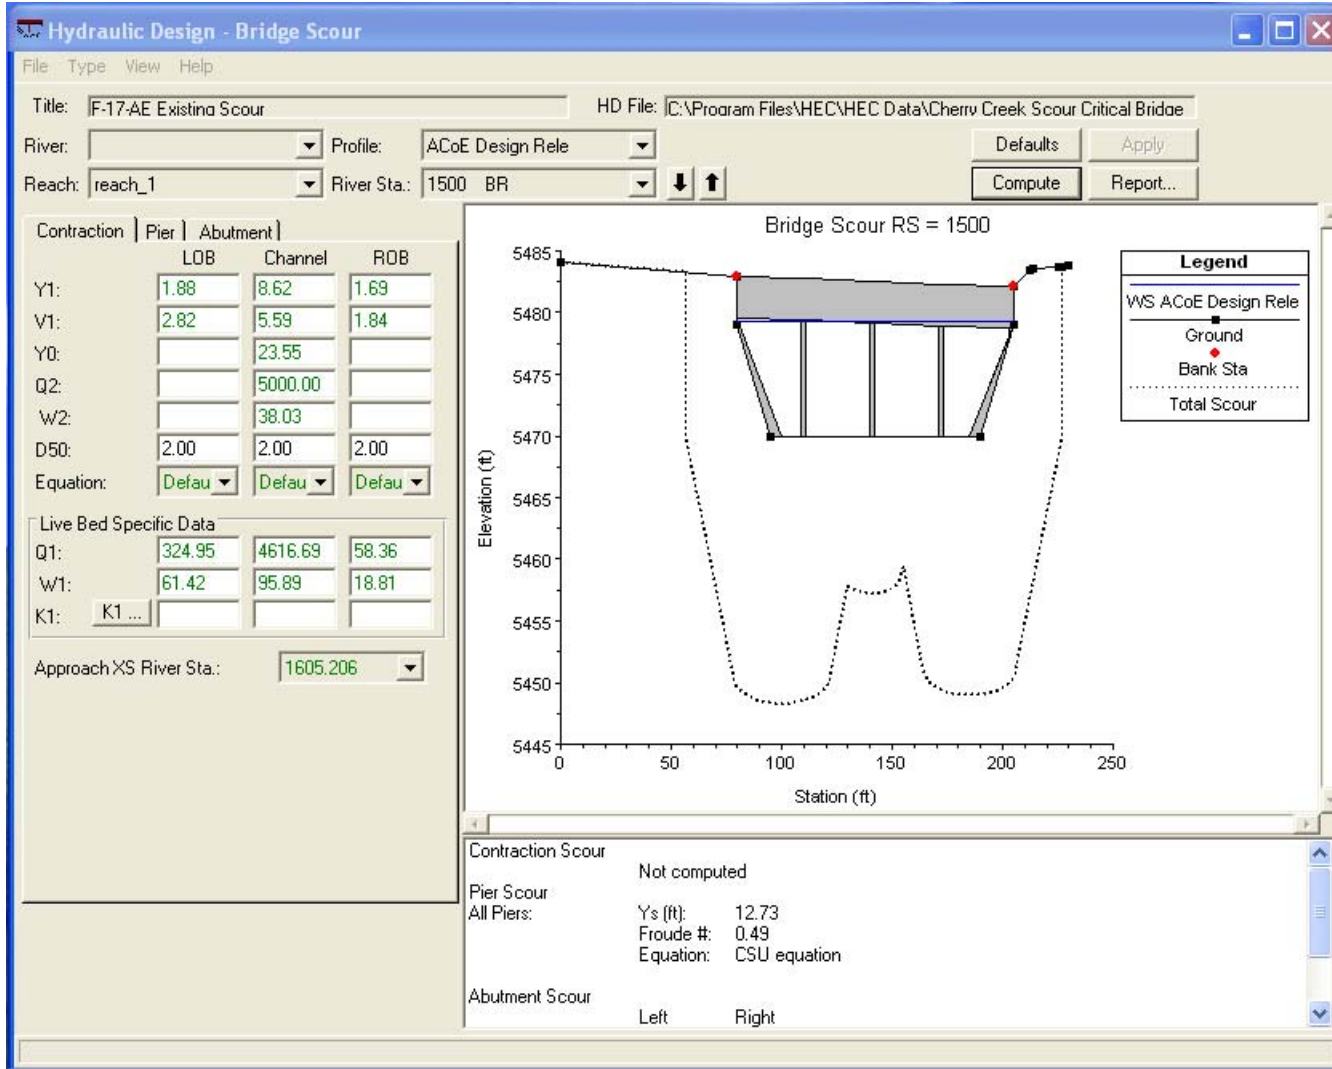 Hydraulic Design - Bridge Scour
File Type View Help
Title: F-17-AE Existing Scour HD File: C:\Program Files\HEC\HEC Data\Cherry Creek Scour Critical Bridge
River: Profile: ACoE Design Rele Defaults Apply
Reach: reach_1 River Sta.: 1500 BR Compute Report...
Contraction Pier Abutment
LOB Channel ROB
Y1: 1.88 8.62 1.69
V1: 2.82 5.59 1.84
Y0: 23.55
Q2: 5000.00
W2: 38.03
D50: 2.00 2.00 2.00
Equation: Defau Defau Defau
Live Bed Specific Data
Q1: 324.95 4616.69 58.36
W1: 61.42 95.89 18.81
K1: K1 ...
Approach XS River Sta.: 1605.206
Bridge Scour RS = 1500
5485
5480
5475
5470
5465
5460
5455
5450
5445
Elevation (ft)
0 50 100 150 200 250
Station (ft)
Legend
WS ACoE Design Rele
Ground
Bank Sta
Total Scour
Contraction Scour
Not computed
Pier Scour
All Piers: Ys (ft): 12.73
Froude #: 0.49
Equation: CSU equation
Abutment Scour
Left Right